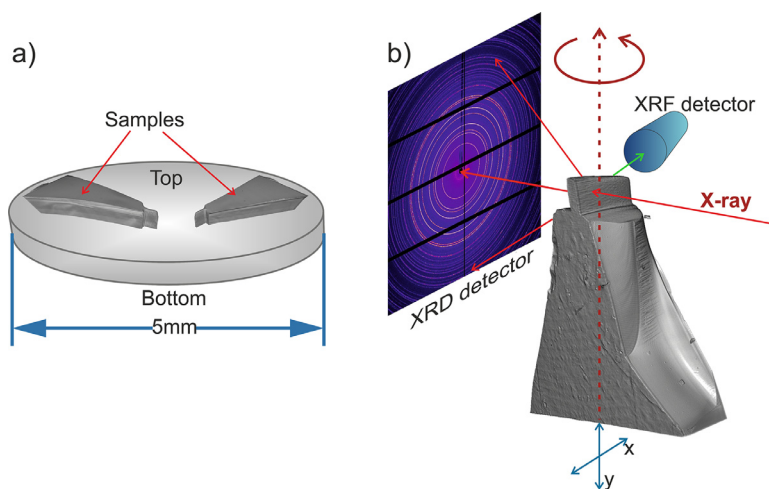 a)
Samples
Top
Bottom
5mm
b)
XRF detector
X-ray
XRD detector
x
y